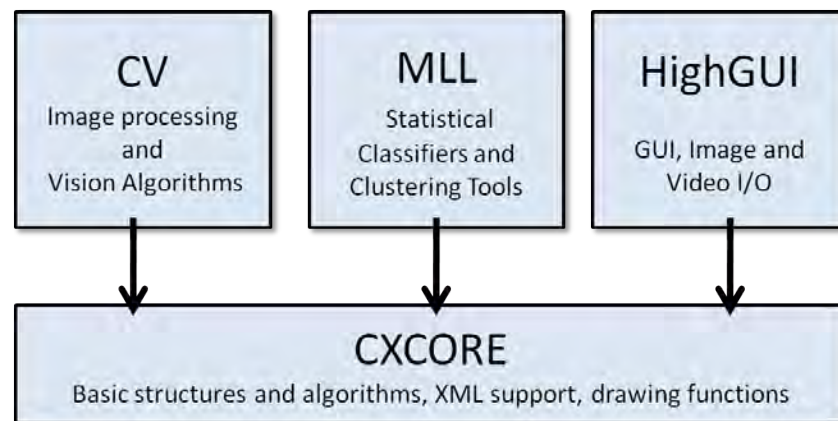 CV
Image processing
and
Vision Algorithms
MLL
Statistical
Classifiers and
Clustering Tools
HighGUI
GUI, Image and
Video I/O
CXCORE
Basic structures and algorithms, XML support, drawing functions